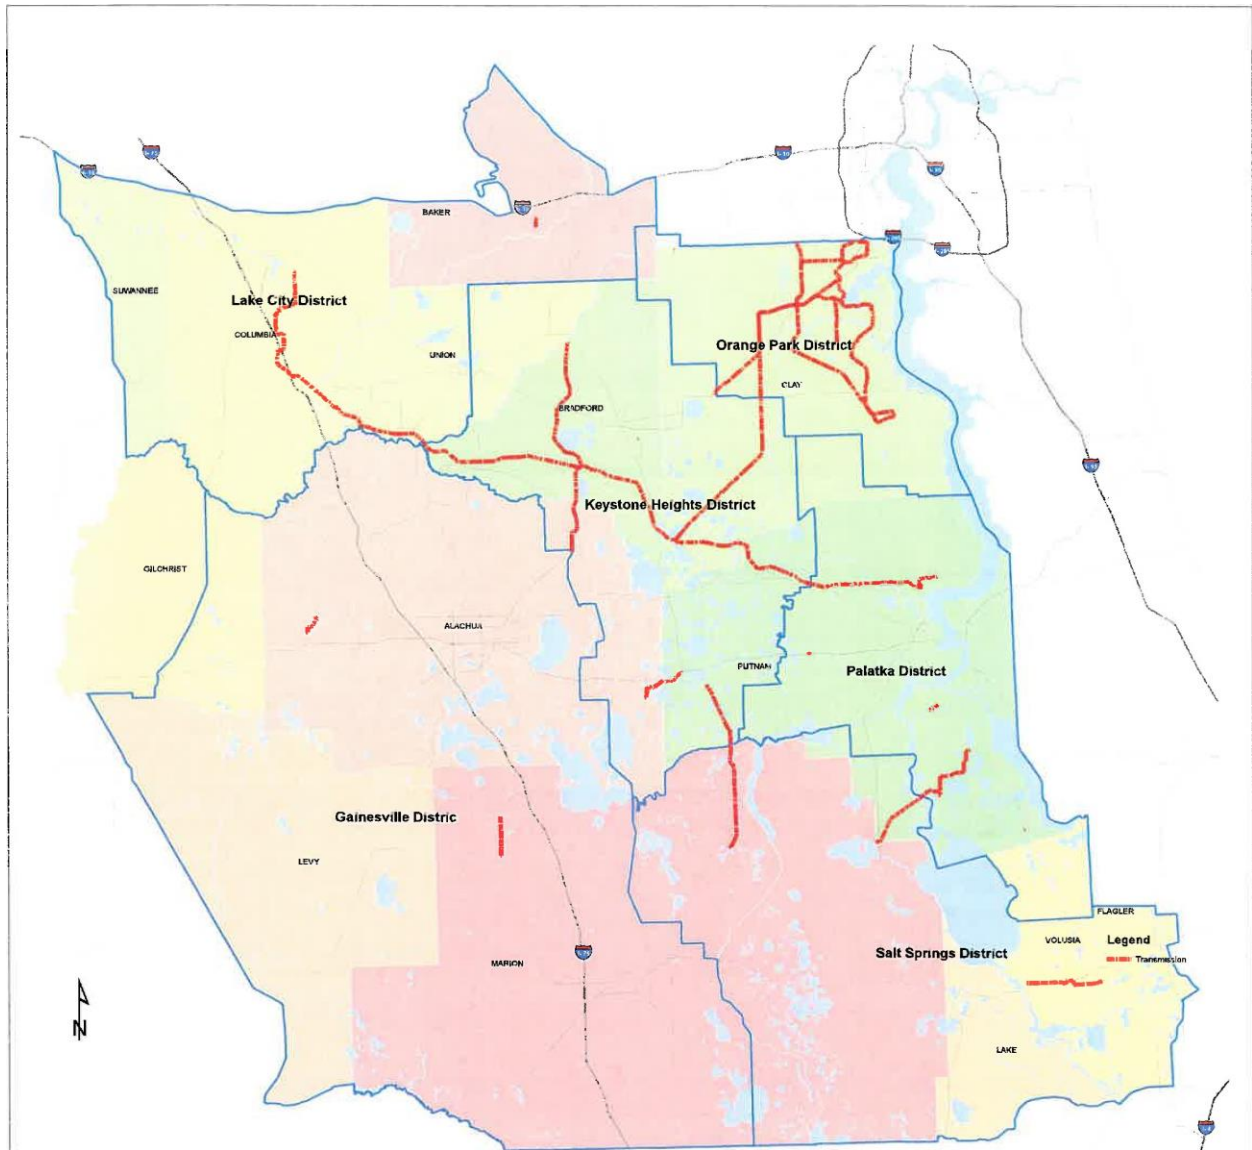 BAKER
SUWANNEE
Lake City District
COLUMBIA
UNION
Orange Park District
CLAY
BRADFORD
Keystone Heights District
GILCHRIST
ALACHUA
PUTNAM
Palatka District
Gainesville Distric
LEVY
FLAGLER
VOLUSIA
Legend
Transmission
Salt Springs District
MARION
N
LAKE